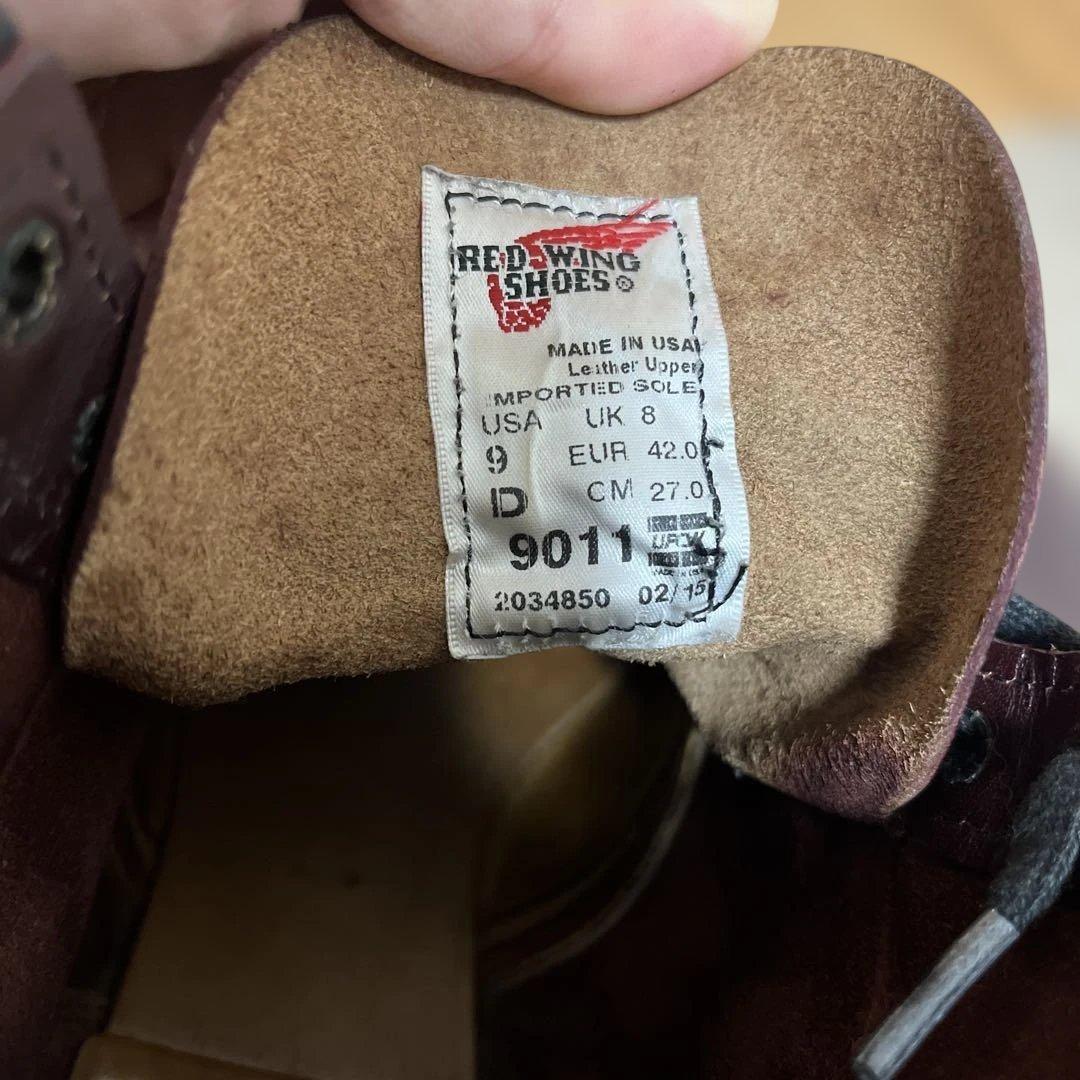 RED WING
SHOES®
MADE IN USA
Leather Upper
IMPORTED SOLE
USA UK 8
9 EUR 42.0
D CM 27.0
9011
2034850 02/15